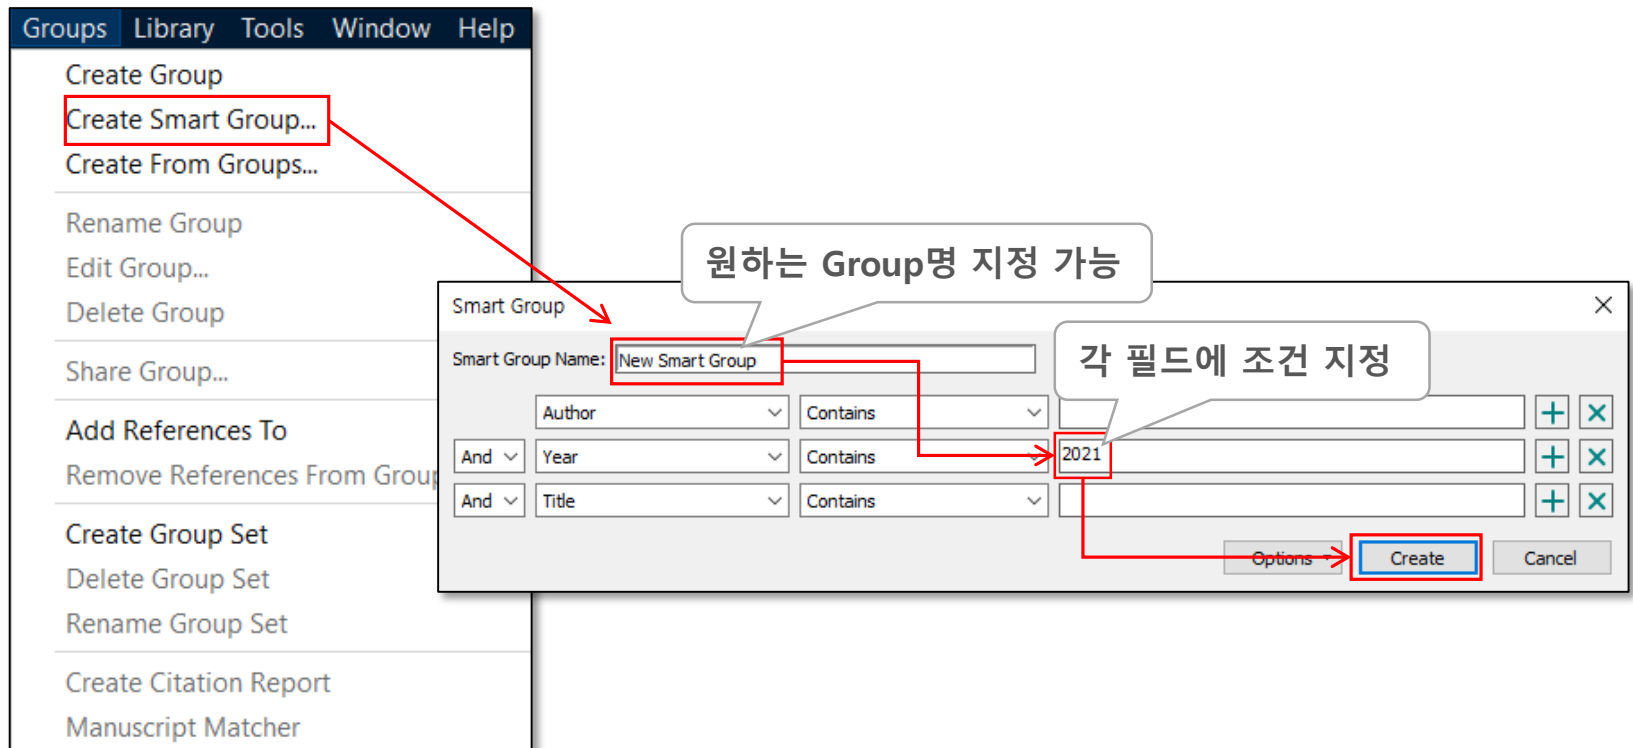 Groups Library Tools Window Help
Create Group
Create Smart Group...
Create From Groups...
Rename Group
Edit Group...
Delete Group
Share Group...
Add References To
Remove References From Group
Create Group Set
Delete Group Set
Rename Group Set
Create Citation Report
Manuscript Matcher
원하는 Group명 지정 가능
Smart Group
Smart Group Name: New Smart Group
각 필드에 조건 지정
Author Contains
And Year Contains 2021
And Title Contains
Options Create Cancel